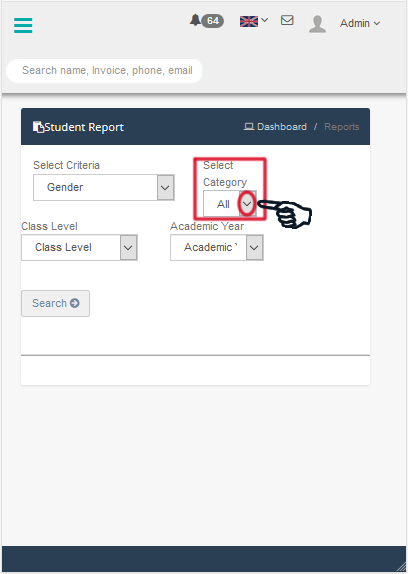 64
Admin
Search name, Invoice, phone, email
Student Report
Dashboard / Reports
Select Criteria
Select
Category
Gender
All
Class Level
Academic Year
Class Level
Academic Y
Search